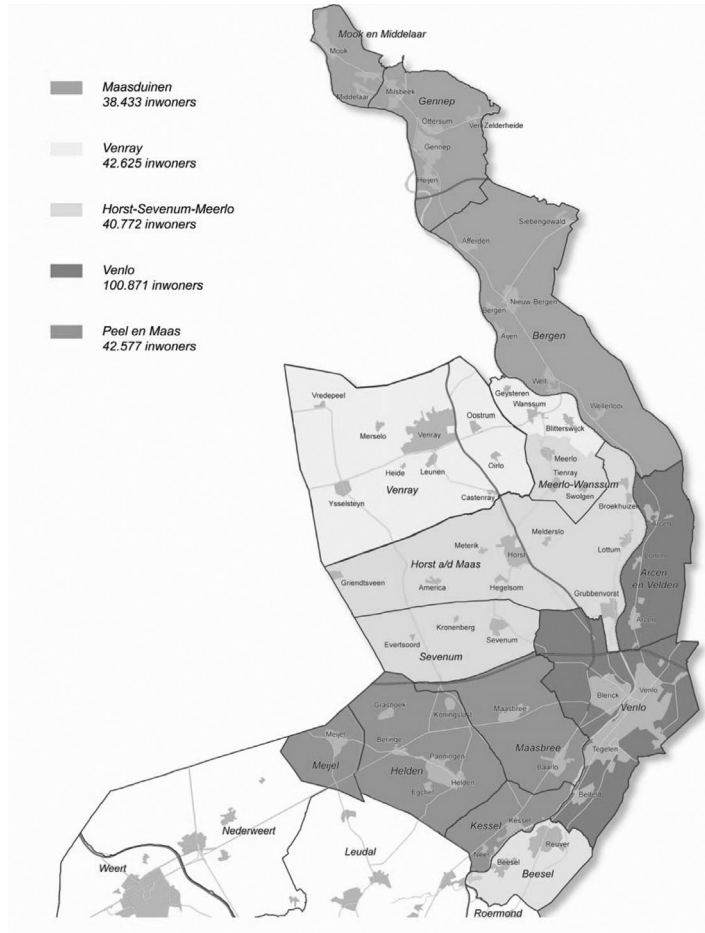 Maasduinen
38.433 inwoners
Venray
42.625 inwoners
Horst-Sevenum-Meerlo
40.772 inwoners
Venlo
100.871 inwoners
Peel en Maas
42.577 inwoners
Mook en Middelaar
Mook
Middelaar
Milsbeek
Gennep
Ottersum
Ven-Zelderheide
Gennep
Heijen
Siebengewald
Afferden
Nieuw-Bergen
Bergen
Bergen
Aijen
Well
Wellerlooi
Geysteren
Wanssum
Blitterswijck
Vredepeel
Oostrum
Merselo
Venray
Meerlo
Oirlo
Tienray
Heide
Leunen
Meerlo-Wanssum
Swolgen
Venray
Castenray
Ysselsteyn
Broekhuizen
Arcen
Melderslo
Lottum
Lomm
Meterik
Horst
Horst a/d Maas
Arcen
en Velden
Griendtsveen
America
Hegelsom
Grubbenvorst
Kronenberg
Sevenum
Evertsoord
Sevenum
Blerick
Venlo
Venlo
Koningslust
Maasbree
Meijel
Beringe
Maasbree
Tegelen
Panningen
Meijel
Helden
Baarlo
Helden
Egchel
Belfeld
Kessel
Kessel
Nederweert
Reuver
Neer
Beesel
Leudal
Weert
Beesel
Roermond